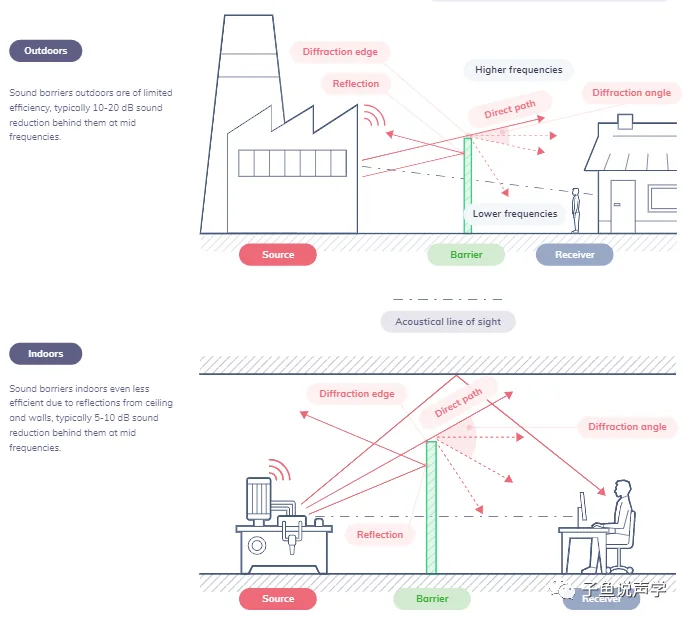 Outdoors
Sound barriers outdoors are of limited
efficiency, typically 10-20 dB sound
reduction behind them at mid
frequencies.
Diffraction edge
Higher frequencies
Reflection
Diffraction angle
Direct path
Lower frequencies
Source
Barrier
Receiver
Acoustical line of sight
Indoors
Sound barriers indoors even less
efficient due to reflections from ceiling
and walls, typically 5-10 dB sound
reduction behind them at mid
frequencies.
Diffraction edge
Direct path
Diffraction angle
Reflection
Source
Barrier
Receiver
子鱼说声学